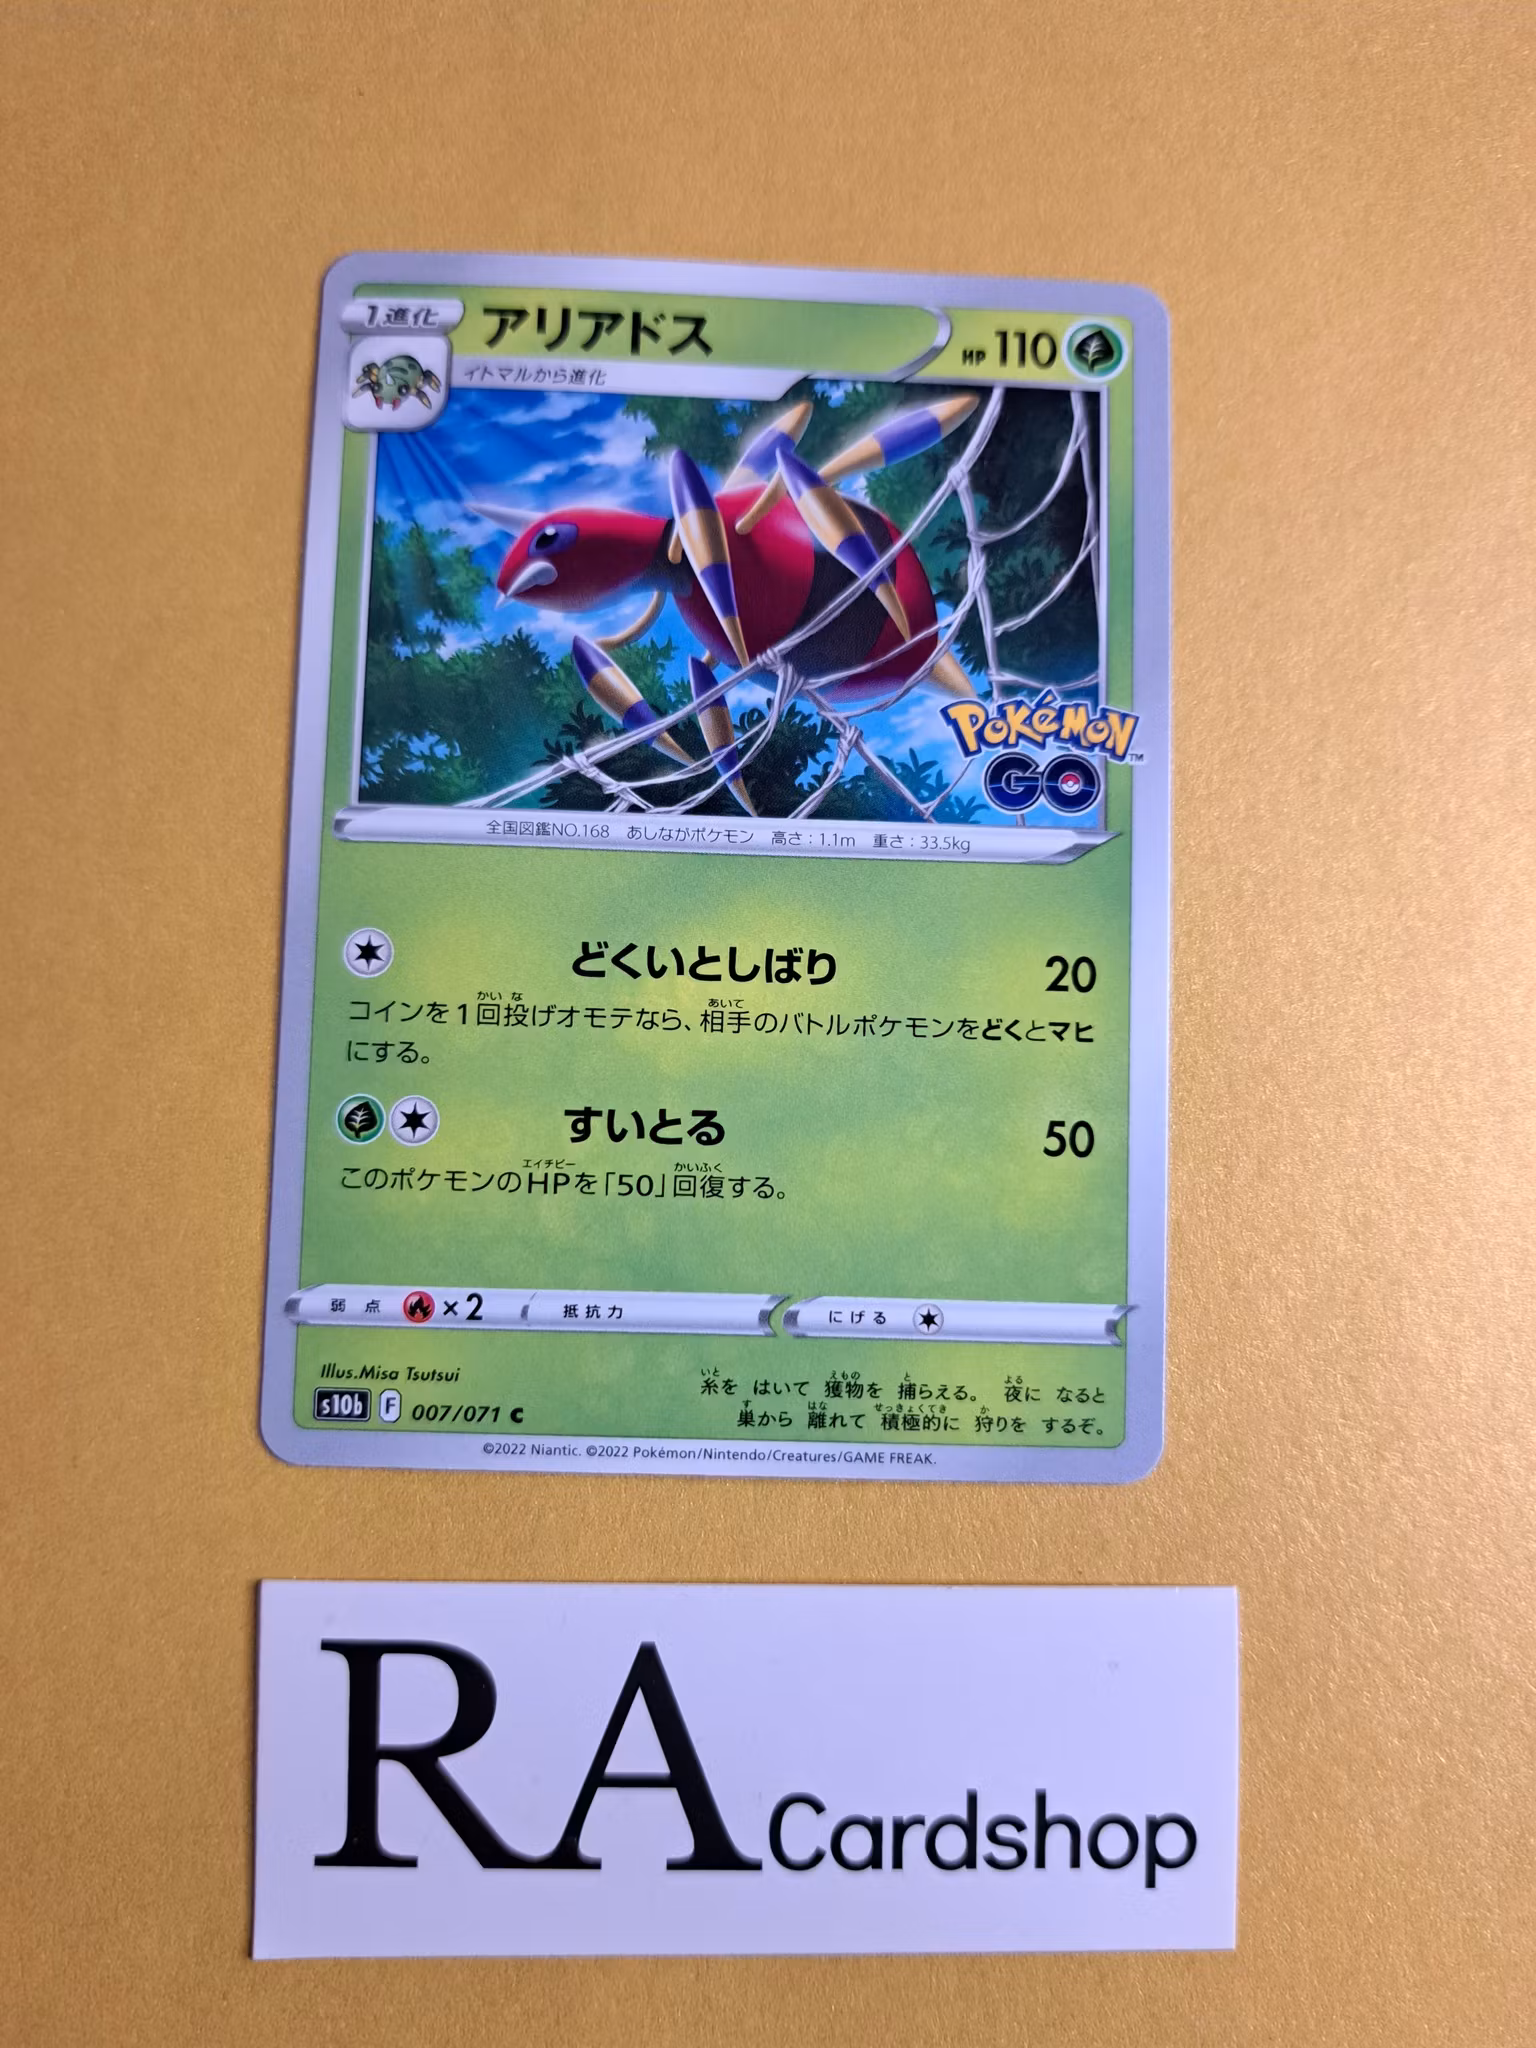 1進化
アリアドス
HP 110
イトマルから進化
POKéMON™
GO
全国図鑑NO.168 あしながポケモン 高さ:1.1m 重さ:33.5kg
どくいとしばり 20
コインを1回投げオモテなら、相手のバトルポケモンをどくとマヒ
にする。
すいとる 50
このポケモンのHPを「50」回復する。
弱点 ×2 抵抗力 にげる
Illus.Misa Tsutsui
s10b F 007/071 C
糸を はいて 獲物を 捕らえる。 夜に なると
巣から 離れて 積極的に 狩りを するぞ。
©2022 Niantic. ©2022 Pokémon/Nintendo/Creatures/GAME FREAK.
RA Cardshop